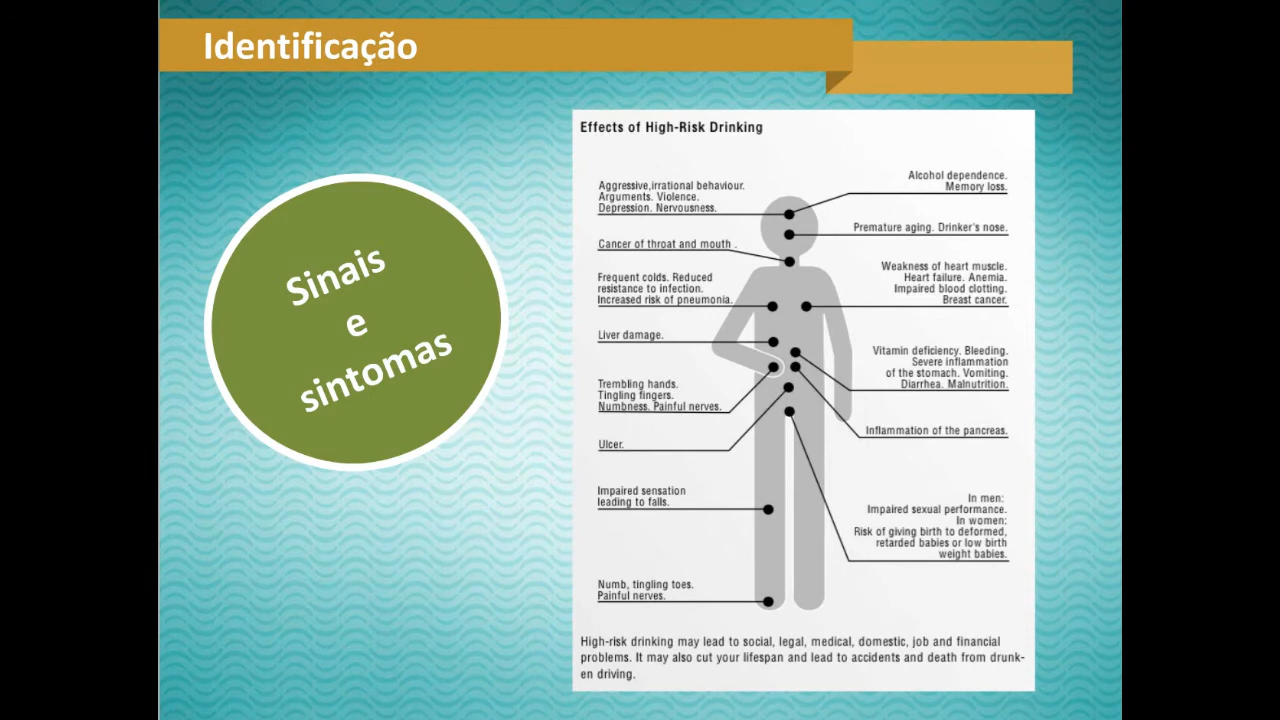 Identificação
Sinais
e
sintomas
Effects of High-Risk Drinking
Aggressive,irrational behaviour.
Arguments. Violence.
Depression. Nervousness.
Cancer of throat and mouth .
Frequent colds. Reduced
resistance to infection.
Increased risk of pneumonia.
Liver damage.
Trembling hands.
Tingling fingers.
Numbness. Painful nerves.
Ulcer.
Impaired sensation
leading to falls.
Numb, tingling toes.
Painful nerves.
Alcohol dependence.
Memory loss.
Premature aging. Drinker's nose.
Weakness of heart muscle.
Heart failure. Anemia.
Impaired blood clotting.
Breast cancer.
Vitamin deficiency. Bleeding.
Severe inflammation
of the stomach. Vomiting.
Diarrhea. Malnutrition.
Inflammation of the pancreas.
In men:
Impaired sexual performance.
In women:
Risk of giving birth to deformed,
retarded babies or low birth
weight babies.
High-risk drinking may lead to social, legal, medical, domestic, job and financial
problems. It may also cut your lifespan and lead to accidents and death from drunk-
en driving.